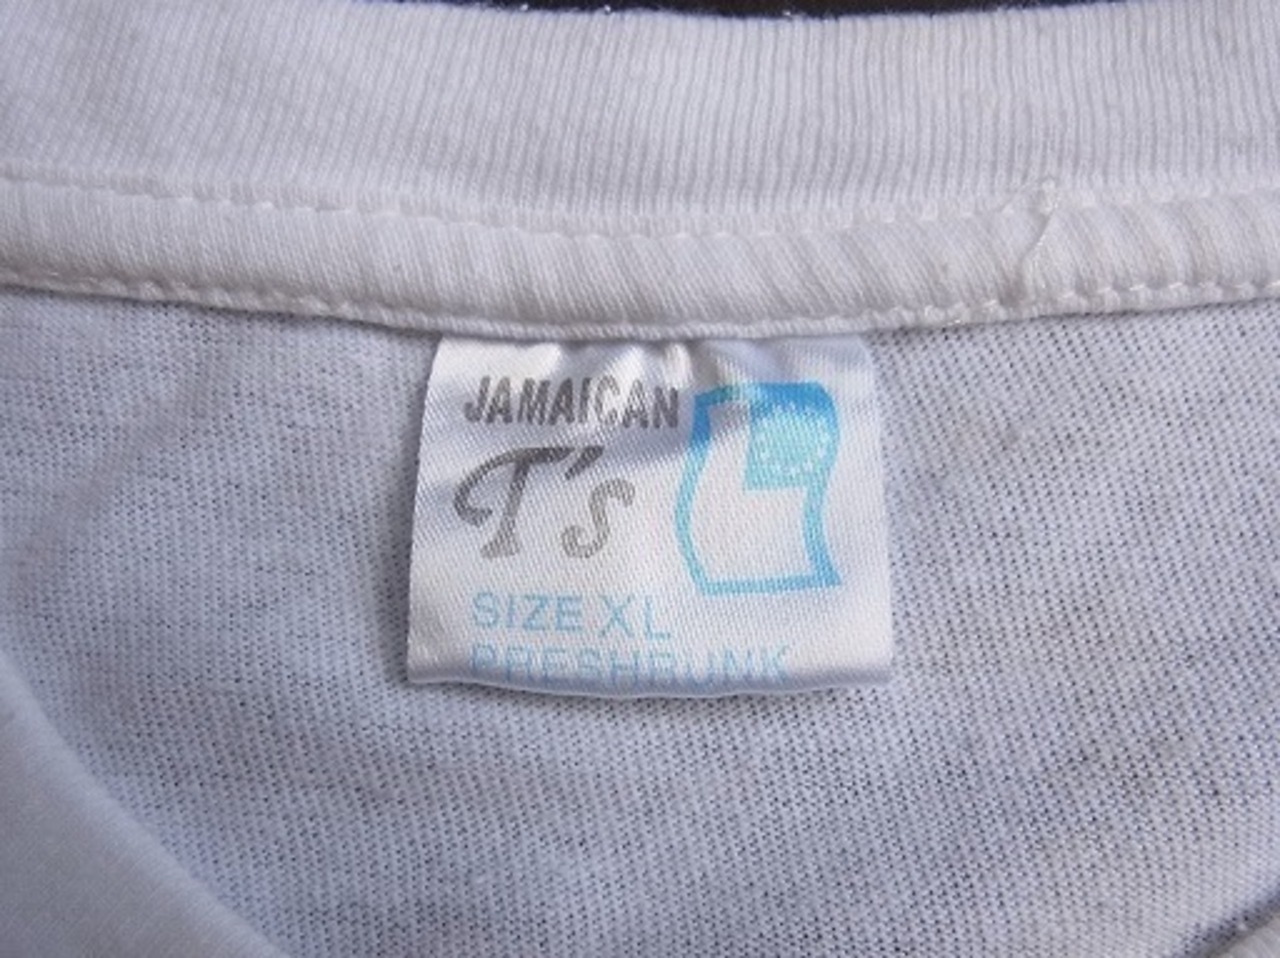 JAMAICAN
T's
SIZE XL
PRESHRUNK